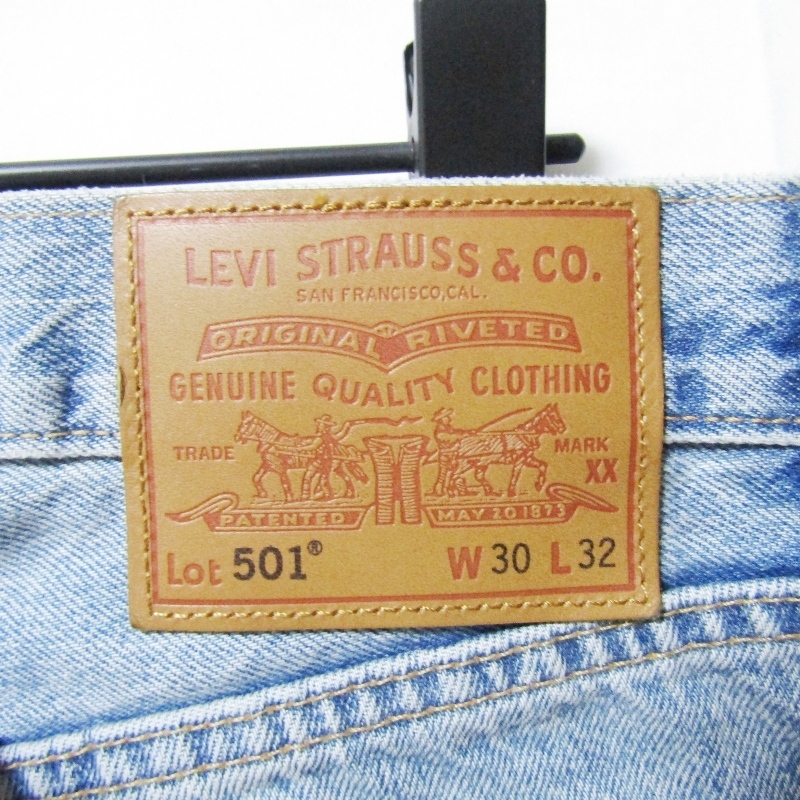 LEVI STRAUSS & CO.
SAN FRANCISCO, CAL.
ORIGINAL RIVETED
GENUINE QUALITY CLOTHING
TRADE MARK
XX
PATENTED MAY 20 1873
Lot 501® W 30 L 32